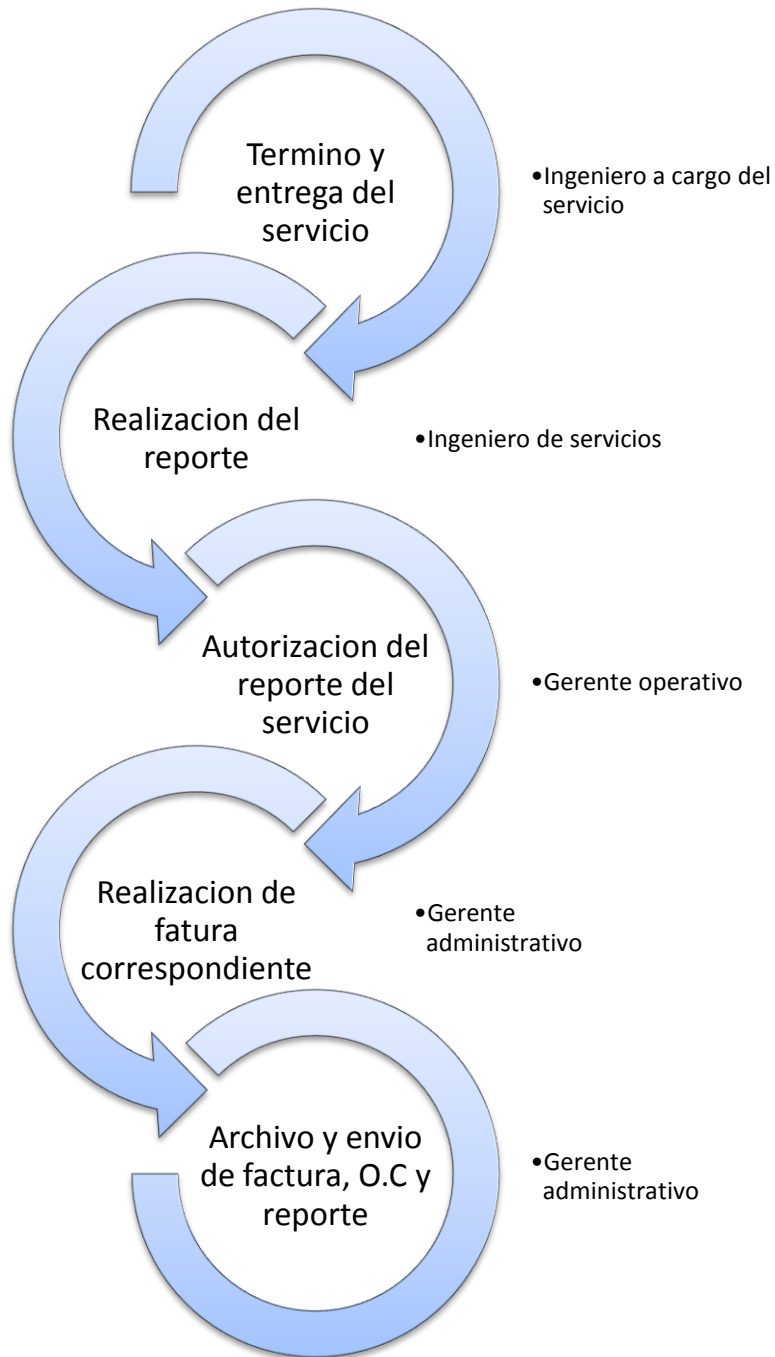 Termino y
entrega del
servicio
•Ingeniero a cargo del
servicio
Realizacion del
reporte
•Ingeniero de servicios
Autorizacion del
reporte del
servicio
•Gerente operativo
Realizacion de
fatura
correspondiente
•Gerente
administrativo
Archivo y envio
de factura, O.C y
reporte
•Gerente
administrativo